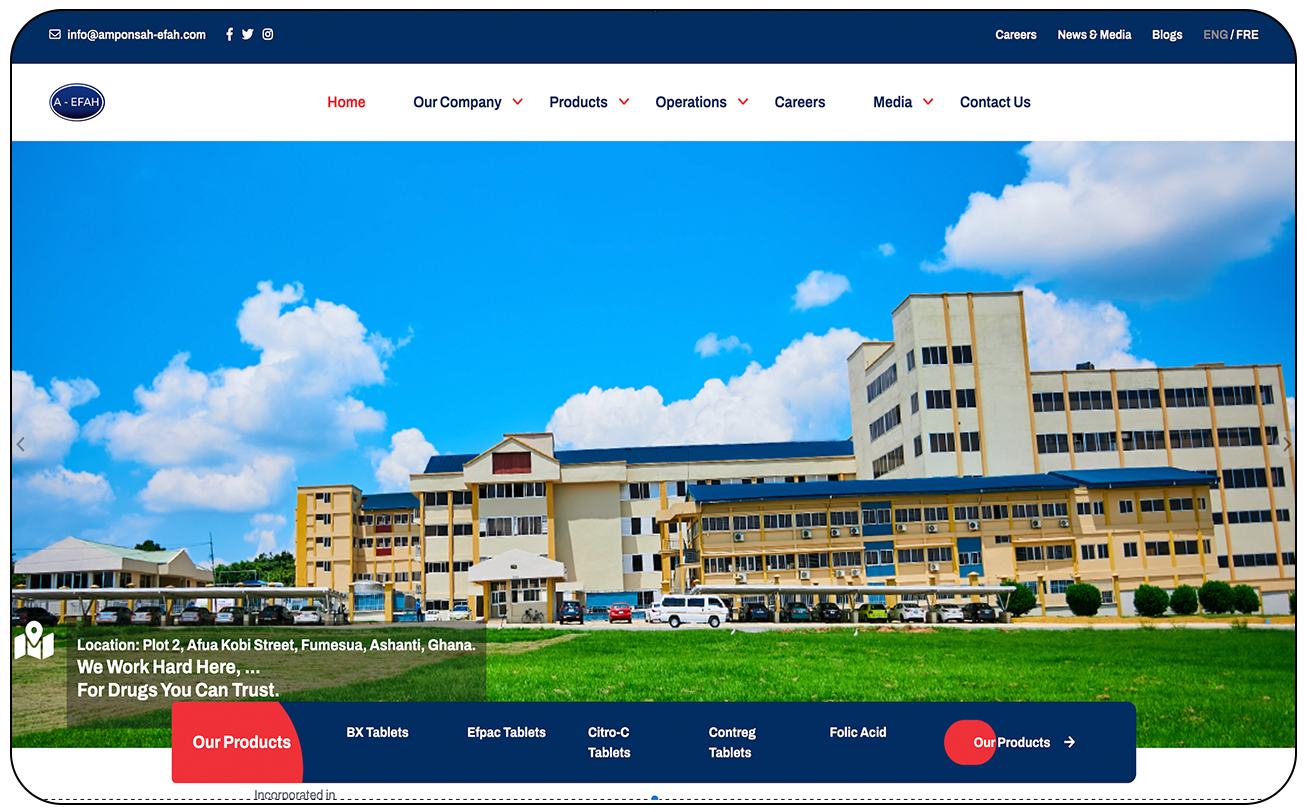 info@amponsah-efah.com
Careers News & Media Blogs ENG / FRE
A - EFAH
Home Our Company Products Operations Careers Media Contact Us
Location: Plot 2, Afua Kobi Street, Fumesua, Ashanti, Ghana.
We Work Hard Here, ...
For Drugs You Can Trust.
Our Products
BX Tablets
Efpac Tablets
Citro-C
Tablets
Contreg
Tablets
Folic Acid
Our Products
Incorporated in